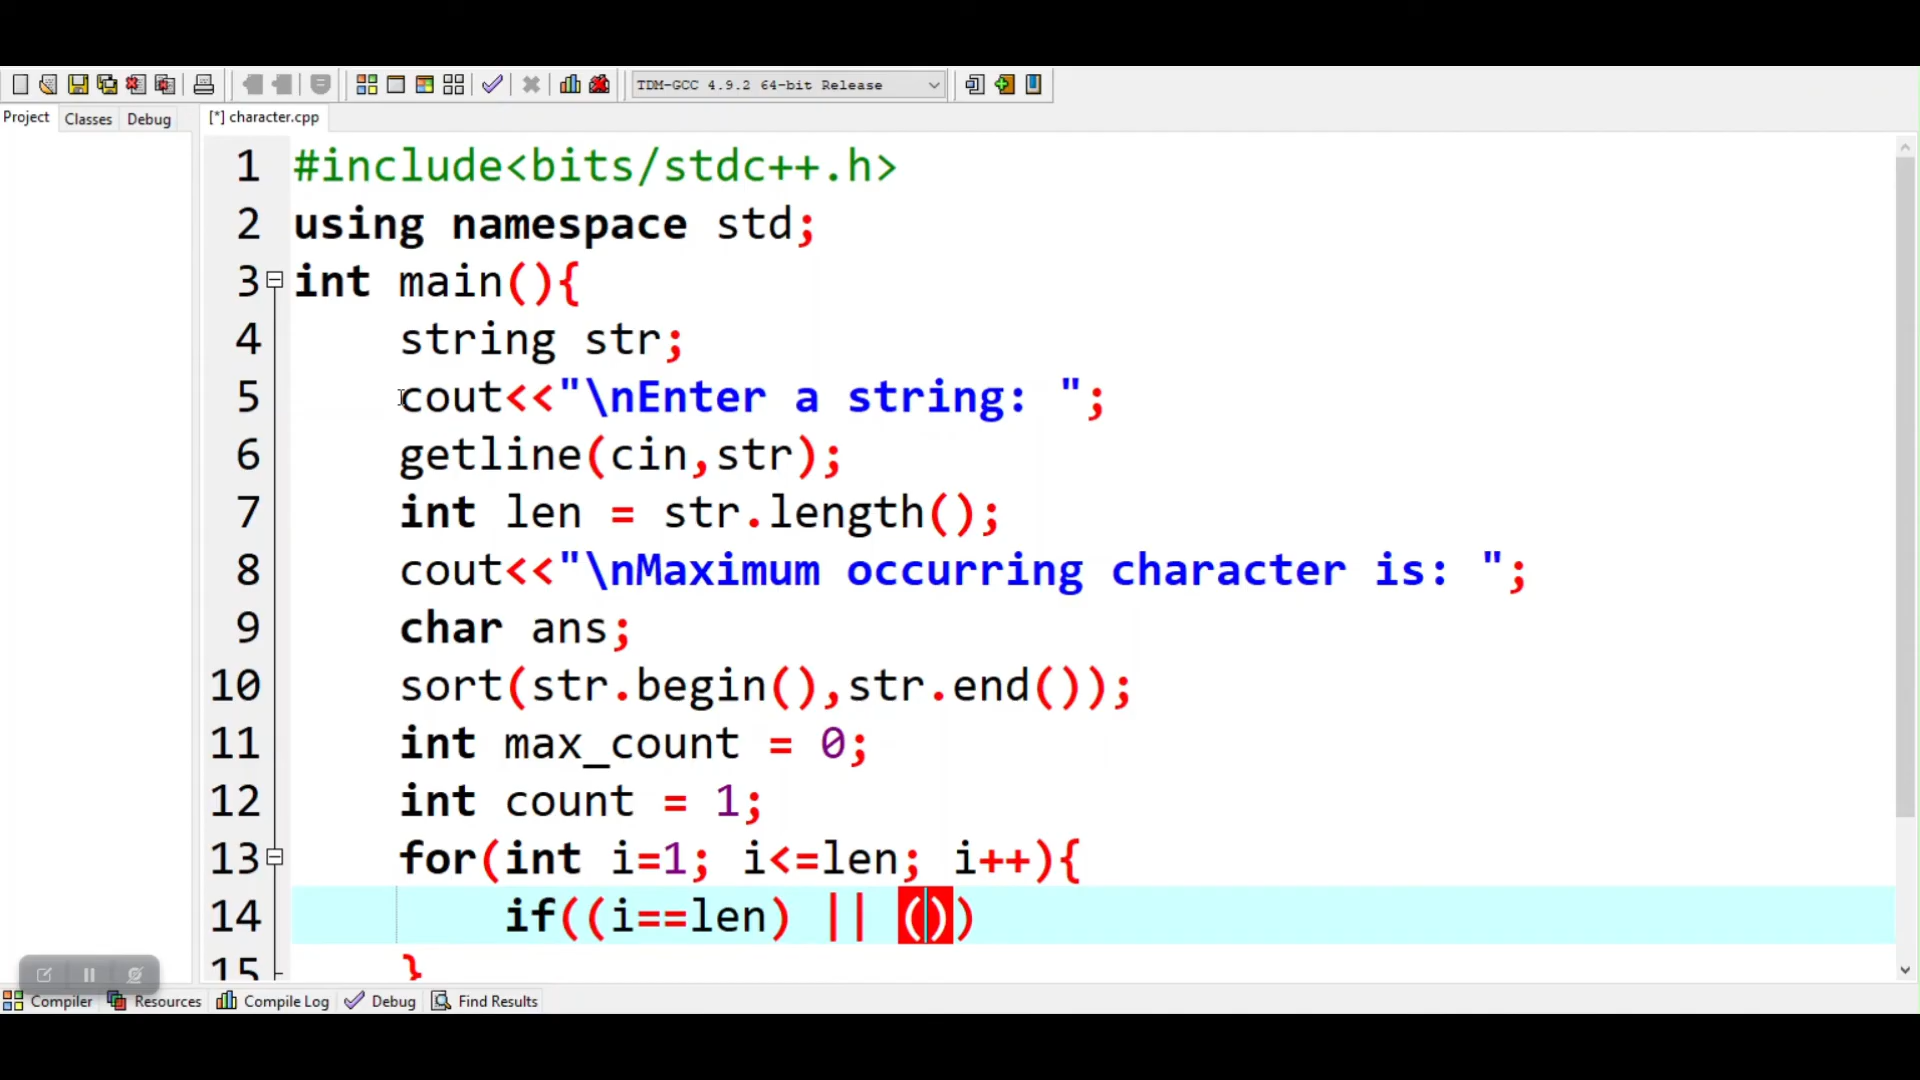 TDM-GCC 4.9.2 64-bit Release
Project Classes Debug [*] character.cpp
1 #include<bits/stdc++.h>
2 using namespace std;
3 int main(){
4 string str;
5 cout<<"\nEnter a string: ";
6 getline(cin,str);
7 int len = str.length();
8 cout<<"\nMaximum occurring character is: ";
9 char ans;
10 sort(str.begin(),str.end());
11 int max_count = 0;
12 int count = 1;
13 for(int i=1; i<=len; i++){
14 if((i==len) || ())
15 }
Compiler Resources Compile Log Debug Find Results